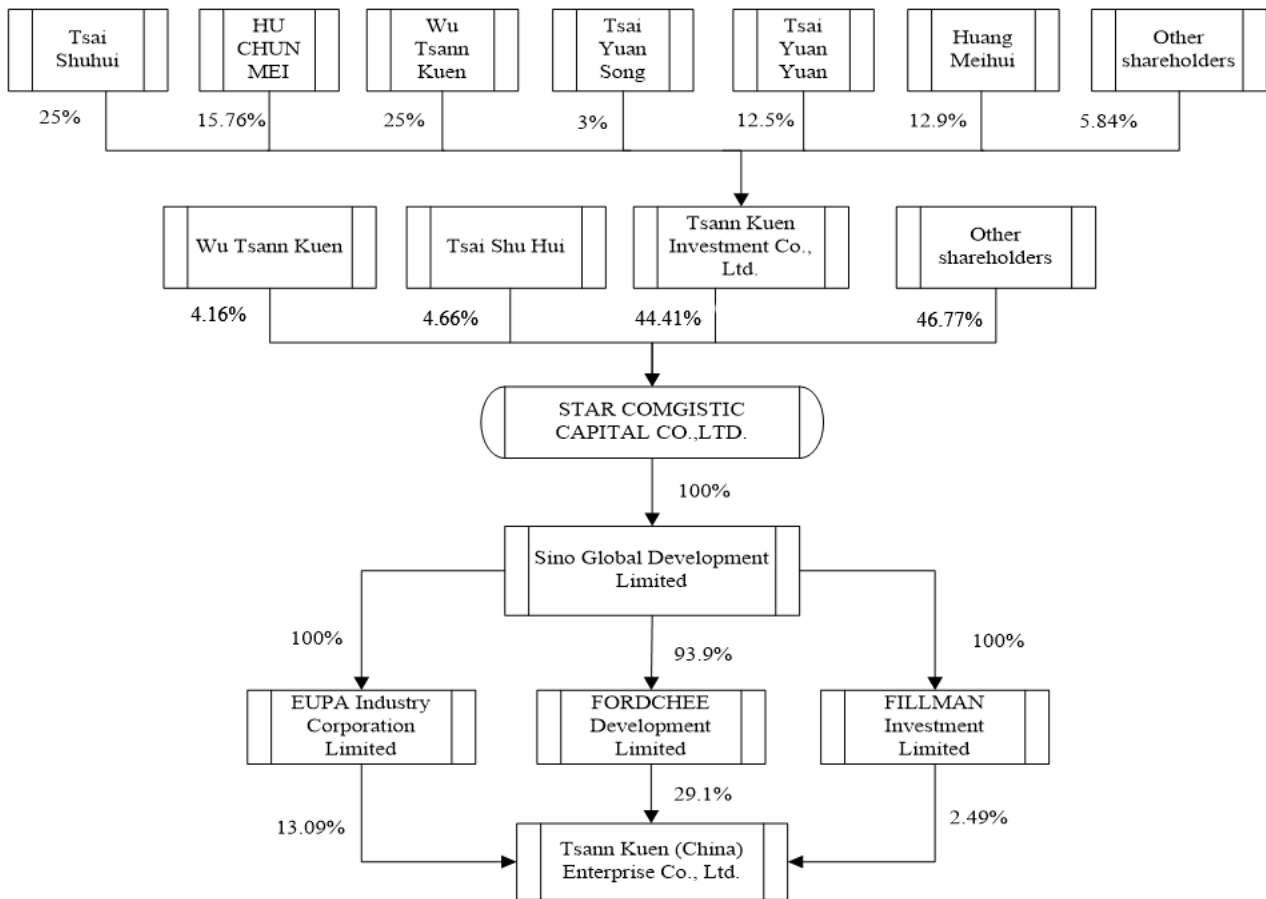 Tsai
Shuhui
HU
CHUN
MEI
Wu
Tsann
Kuen
Tsai
Yuan
Song
Tsai
Yuan
Yuan
Huang
Meihui
Other
shareholders
25%
15.76%
25%
3%
12.5%
12.9%
5.84%
Wu Tsann Kuen
Tsai Shu Hui
Tsann Kuen
Investment Co.,
Ltd.
Other
shareholders
4.16%
4.66%
44.41%
46.77%
STAR COMGISTIC
CAPITAL CO.,LTD.
100%
Sino Global Development
Limited
100%
93.9%
100%
EUPA Industry
Corporation
Limited
FORDCHEE
Development
Limited
FILLMAN
Investment
Limited
13.09%
29.1%
2.49%
Tsann Kuen (China)
Enterprise Co., Ltd.